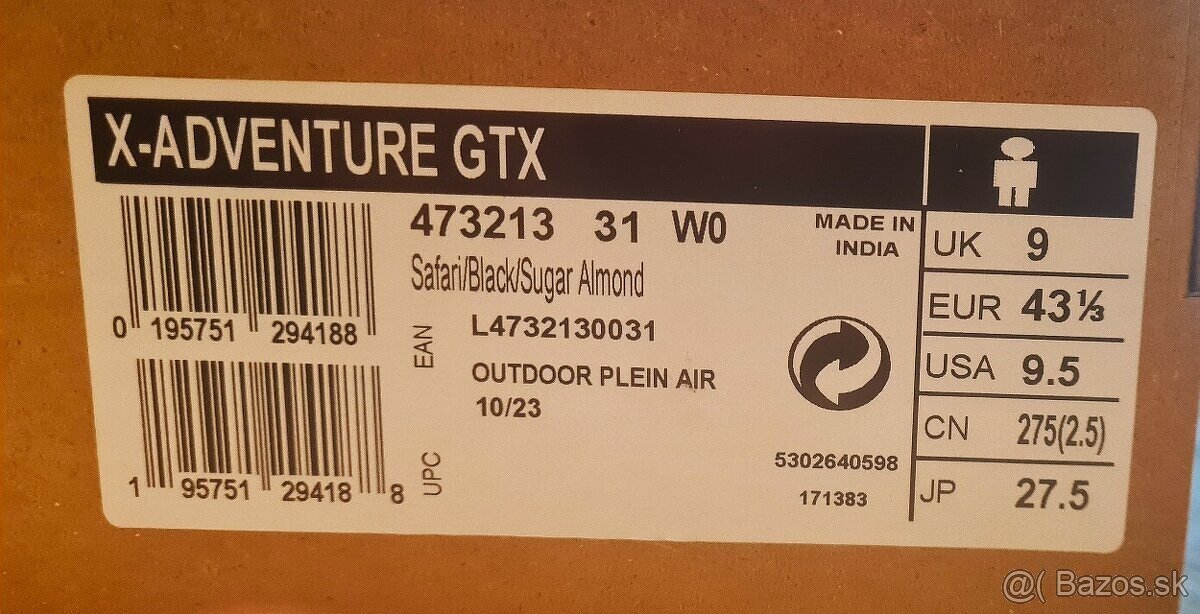 X-ADVENTURE GTX
473213 31 W0
Safari/Black/Sugar Almond
MADE IN
INDIA
0 195751 294188
EAN
L4732130031
OUTDOOR PLEIN AIR
10/23
1 95751 29418 8
UPC
5302640598
171383
UK 9
EUR 43⅓
USA 9.5
CN 275(2.5)
JP 27.5
@( Bazos.sk